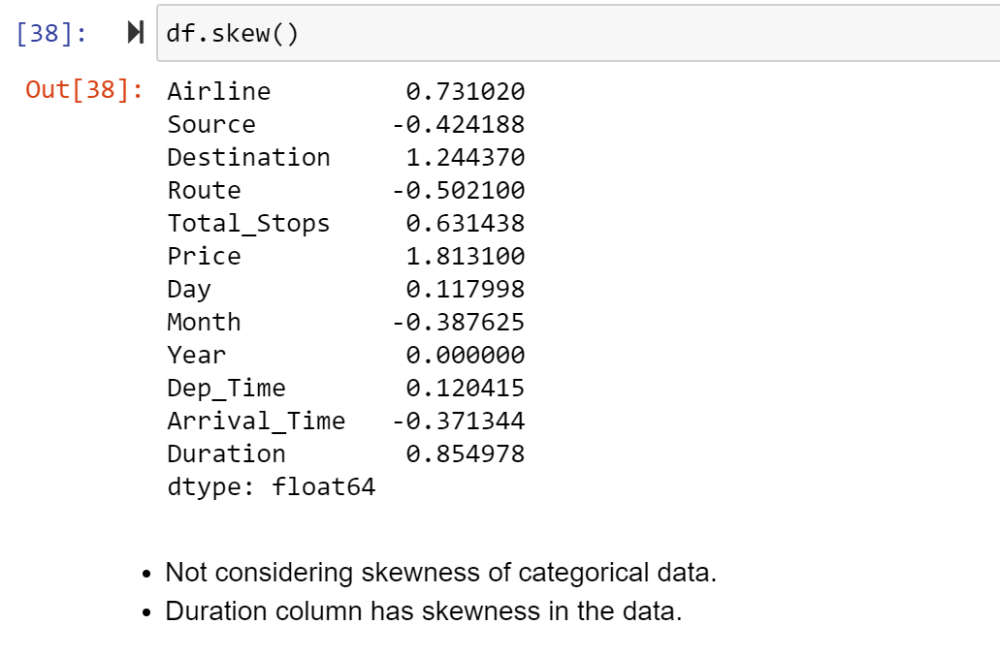 [38]: df.skew()
Out[38]: Airline 0.731020
Source -0.424188
Destination 1.244370
Route -0.502100
Total_Stops 0.631438
Price 1.813100
Day 0.117998
Month -0.387625
Year 0.000000
Dep_Time 0.120415
Arrival_Time -0.371344
Duration 0.854978
dtype: float64
• Not considering skewness of categorical data.
• Duration column has skewness in the data.